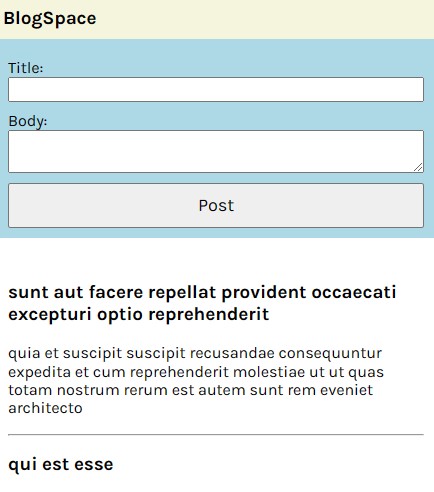 BlogSpace
Title:
Body:
Post
sunt aut facere repellat provident occaecati
excepturi optio reprehenderit
quia et suscipit suscipit recusandae consequuntur
expedita et cum reprehenderit molestiae ut ut quas
totam nostrum rerum est autem sunt rem eveniet
architecto
qui est esse